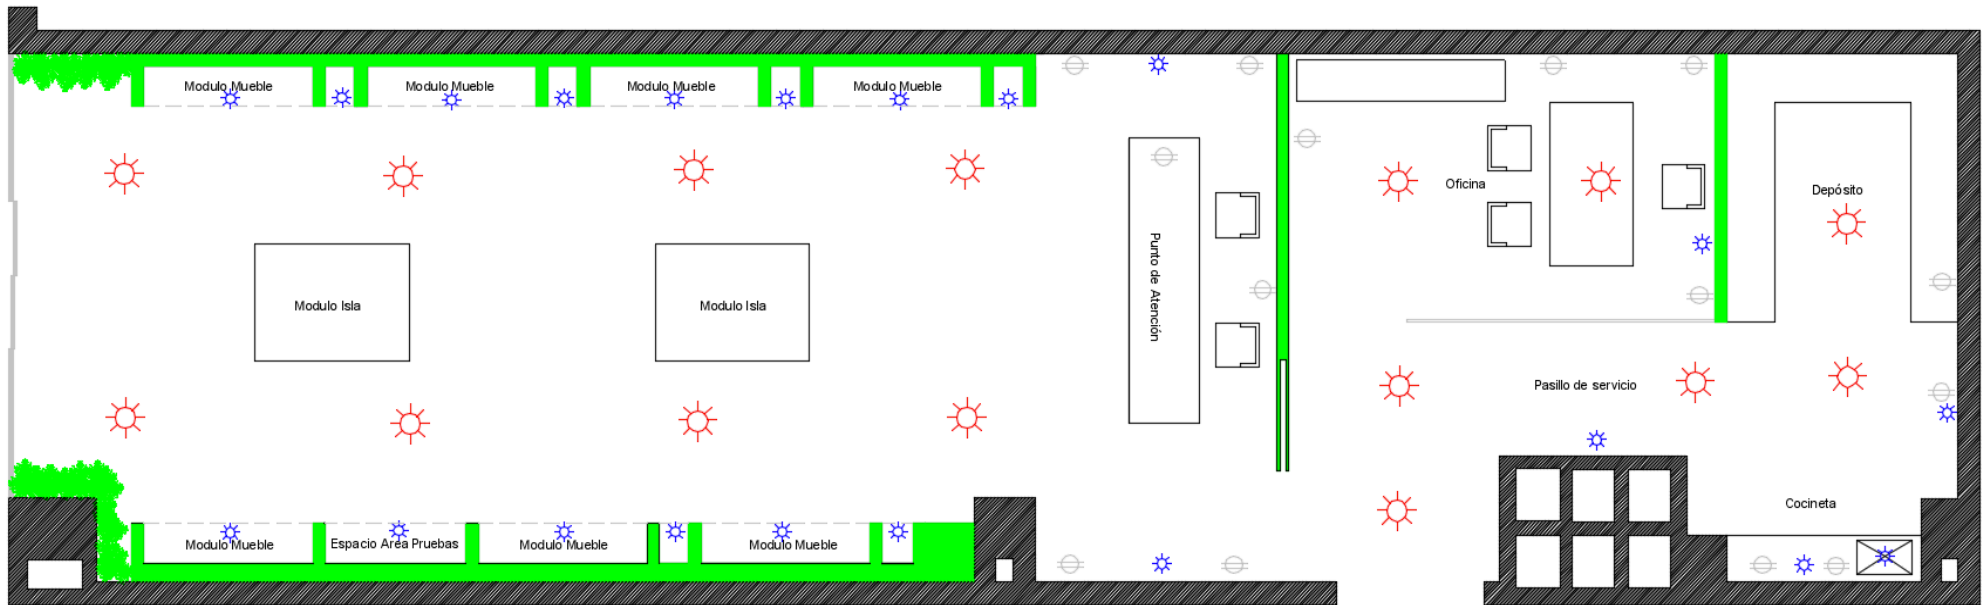 Modulo Mueble
Modulo Mueble
Modulo Mueble
Modulo Mueble
Oficina
Depósito
Punto de Atención
Modulo Isla
Modulo Isla
Pasillo de servicio
Cocineta
Modulo Mueble
Espacio Area Pruebas
Modulo Mueble
Modulo Mueble